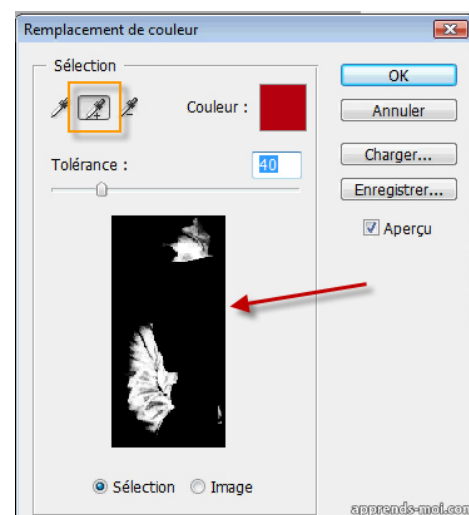 Remplacement de couleur
Sélection
Couleur :
Tolérance :
40
Sélection
Image
OK
Annuler
Charger...
Enregistrer...
Aperçu
apprends-moi.com